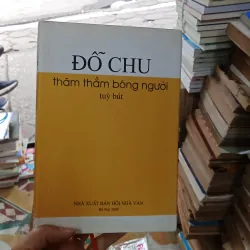 ĐỖ CHU
thăm thẳm bóng người
tuỳ bút
NHÀ XUẤT BẢN HỘI NHÀ VĂN